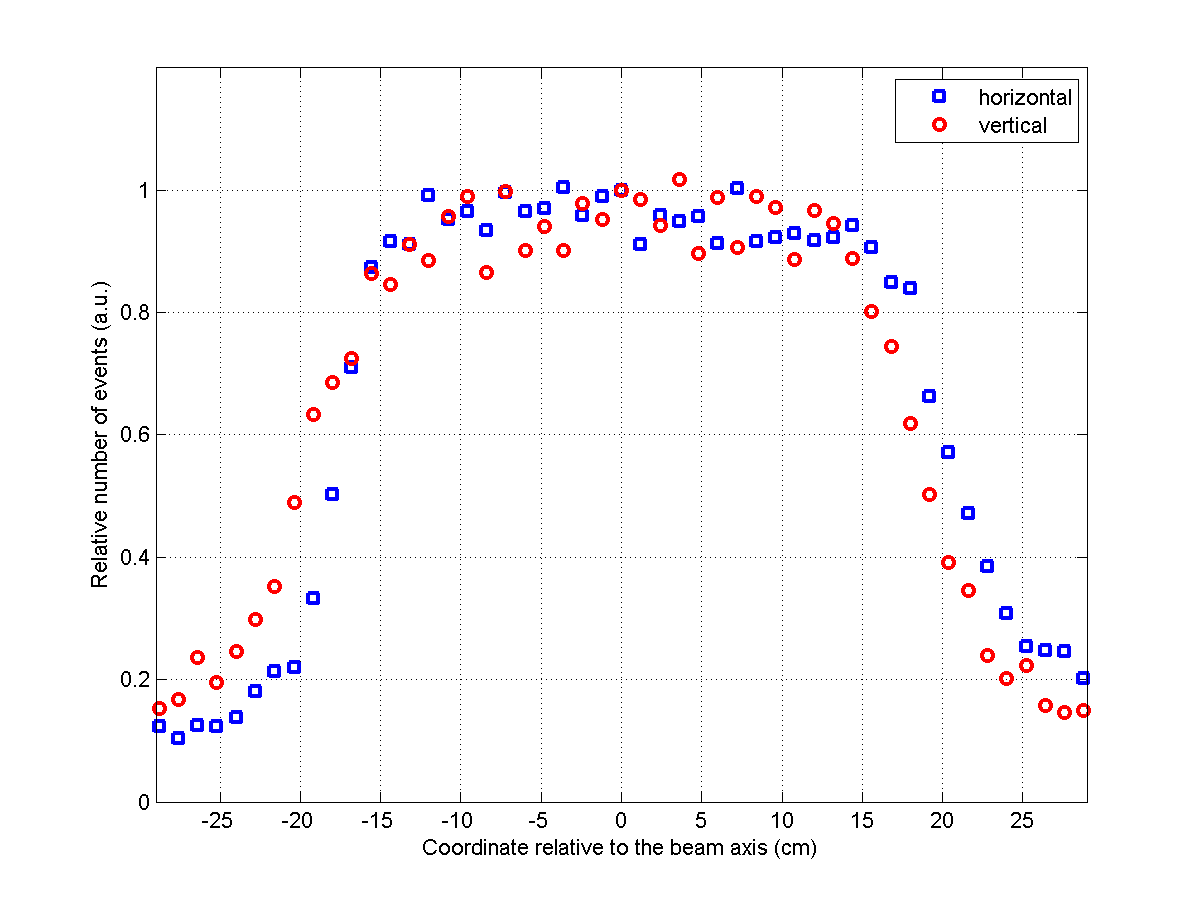 horizontal
vertical
1
0.8
0.6
0.4
0.2
0
-25 -20 -15 -10 -5 0 5 10 15 20 25
Coordinate relative to the beam axis (cm)
Relative number of events (a.u.)